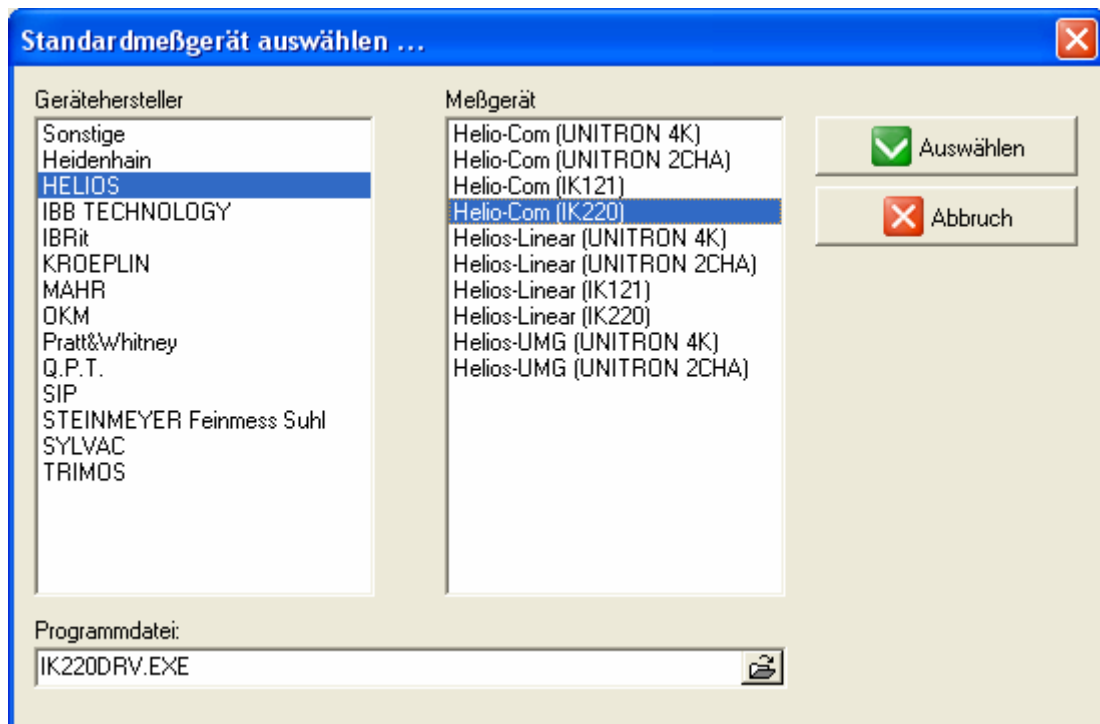 Standardmeßgerät auswählen ...
Gerätehersteller
Sonstige
Heidenhain
HELIOS
IBB TECHNOLOGY
IBRit
KROEPLIN
MAHR
OKM
Pratt&Whitney
Q.P.T.
SIP
STEINMEYER Feinmess Suhl
SYLVAC
TRIMOS
Meßgerät
Helio-Com (UNITRON 4K)
Helio-Com (UNITRON 2CHA)
Helio-Com (IK121)
Helio-Com (IK220)
Helios-Linear (UNITRON 4K)
Helios-Linear (UNITRON 2CHA)
Helios-Linear (IK121)
Helios-Linear (IK220)
Helios-UMG (UNITRON 4K)
Helios-UMG (UNITRON 2CHA)
Auswählen
Abbruch
Programmdatei:
IK220DRV.EXE